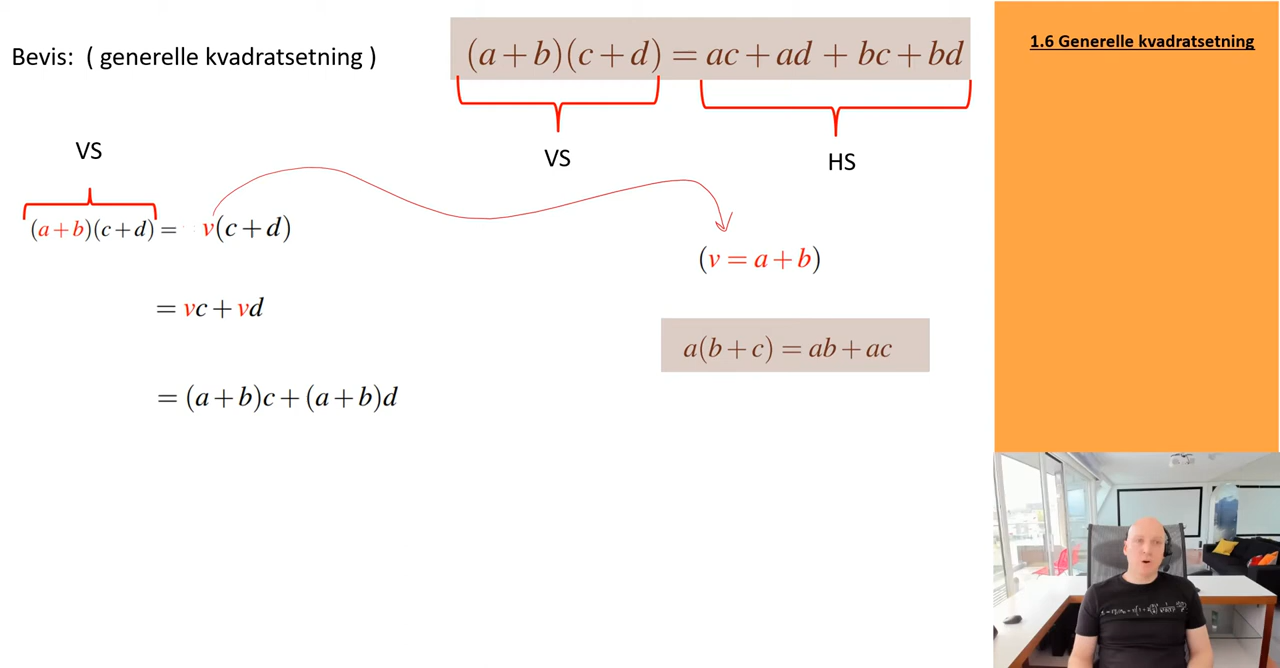 Bevis: ( generelle kvadratsetning )
(a + b)(c + d) = ac + ad + bc + bd
1.6 Generelle kvadratsetning
VS
HS
VS
(a+b)(c+d) = v(c+d)
(v = a + b)
= vc + vd
a(b + c) = ab + ac
= (a+b)c + (a+b)d